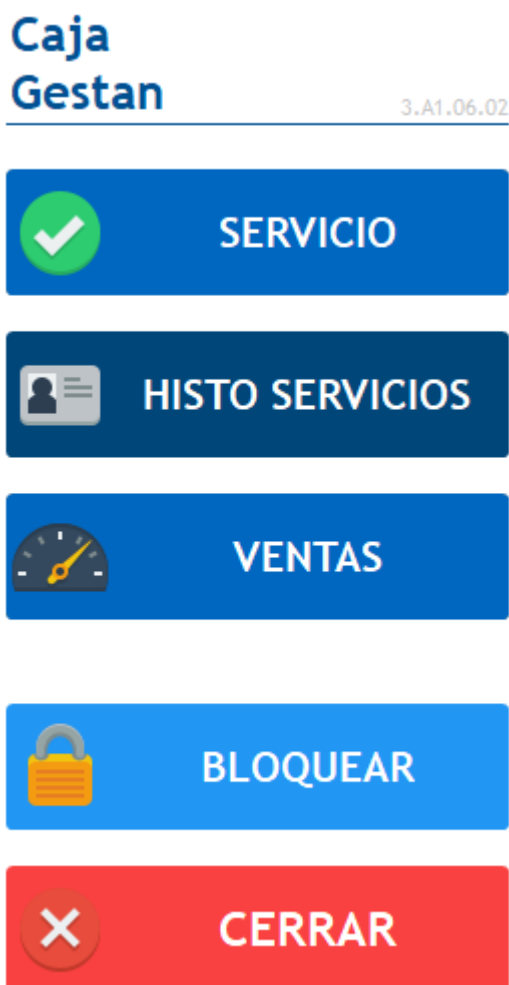 Caja
Gestan
3.A1.06.02
SERVICIO
HISTO SERVICIOS
VENTAS
BLOQUEAR
CERRAR